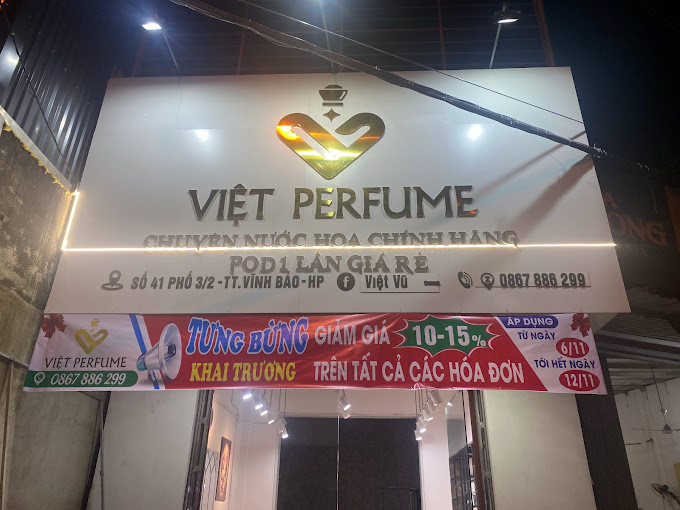 VIỆT PERFUME
CHUYÊN NƯỚC HOA CHÍNH HÃNG
POD 1 LẦN GIÁ RẺ
SỐ 41 PHỐ 3/2 -TT.VĨNH BẢO-HP f Việt Vũ 0867 886 299
VIỆT PERFUME
0867 886 299
TƯNG BỪNG
KHAI TRƯƠNG
GIẢM GIÁ 10-15%
TRÊN TẤT CẢ CÁC HÓA ĐƠN
ÁP DỤNG
TỪ NGÀY
6/11
TỚI HẾT NGÀY
12/11